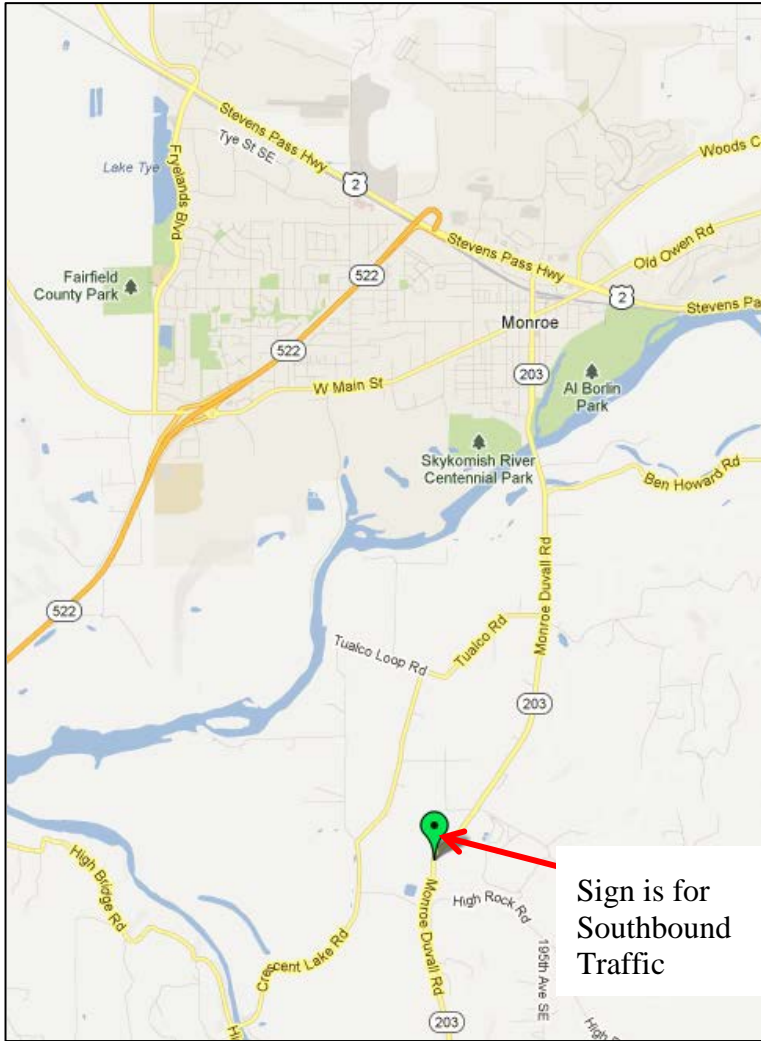 Stevens Pass Hwy
Tye St SE
Lake Tye
Fryelands Blvd
2
Woods C
Old Owen Rd
Stevens Pass Hwy
522
Fairfield
County Park
2
Stevens Pa
Monroe
522
203
W Main St
Al Borlin
Park
Skykomish River
Centennial Park
Ben Howard Rd
522
Monroe Duvall Rd
Tualco Rd
Tualco Loop Rd
203
High Bridge Rd
Monroe Duvall Rd
High Rock Rd
Crescent Lake Rd
195th Ave SE
203
Sign is for
Southbound
Traffic